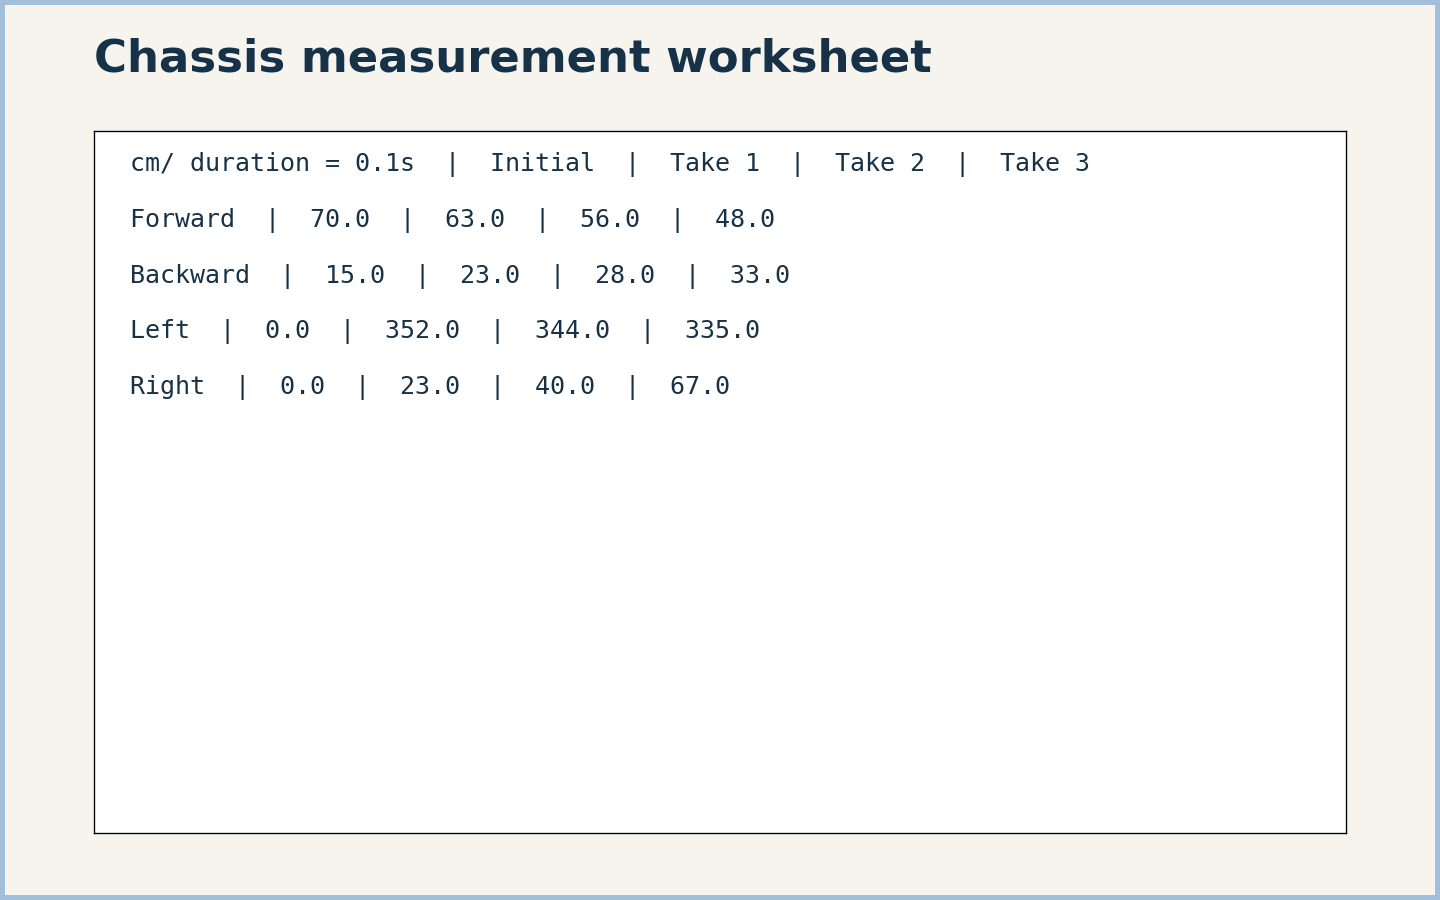 Chassis measurement worksheet
cm/ duration = 0.1s | Initial | Take 1 | Take 2 | Take 3
Forward | 70.0 | 63.0 | 56.0 | 48.0
Backward | 15.0 | 23.0 | 28.0 | 33.0
Left | 0.0 | 352.0 | 344.0 | 335.0
Right | 0.0 | 23.0 | 40.0 | 67.0